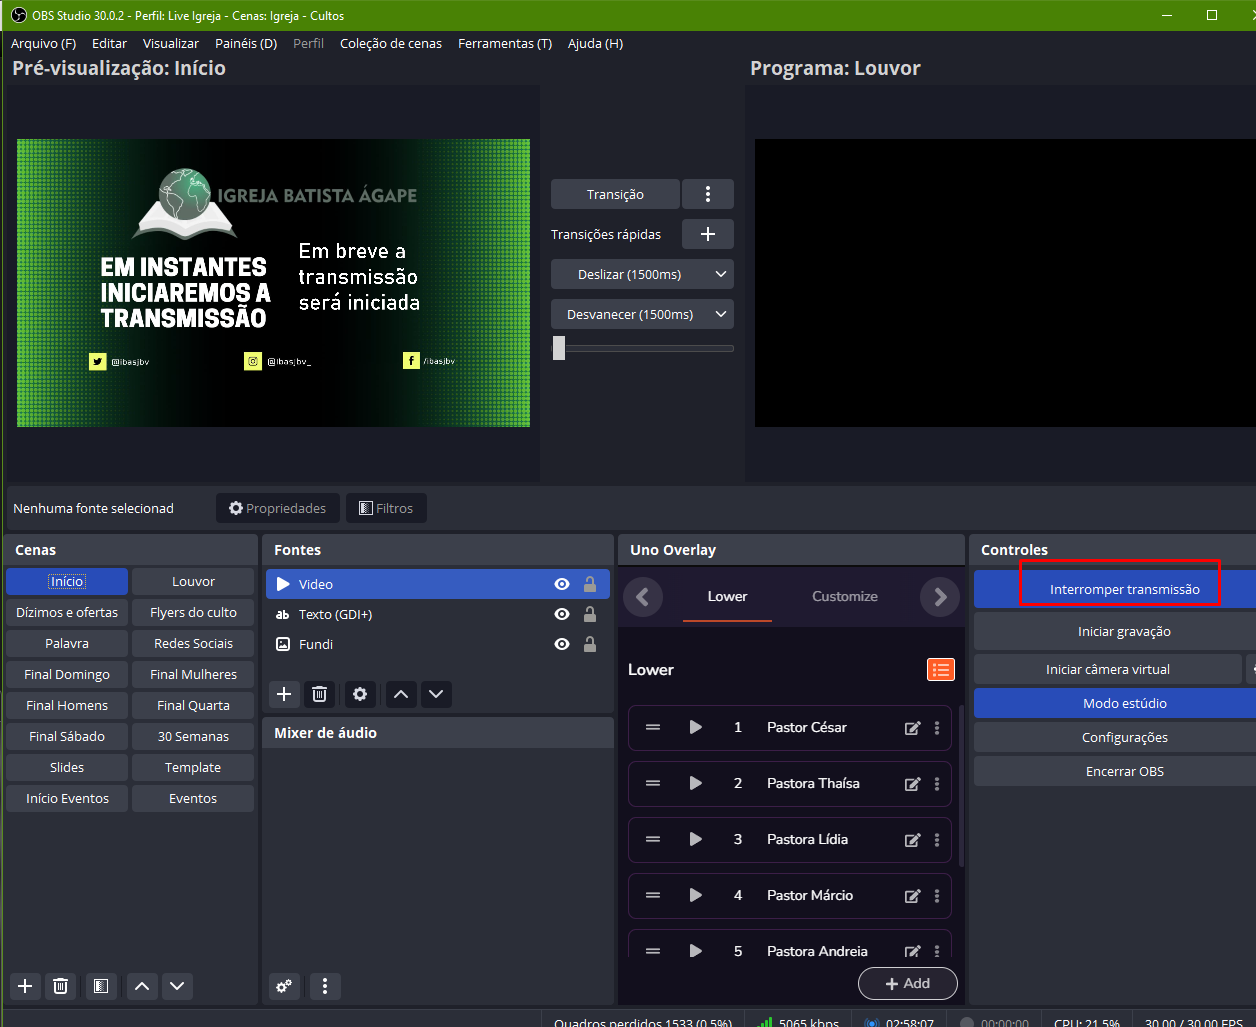 OBS Studio 30.0.2 - Perfil: Live Igreja - Cenas: Igreja - Cultos
Arquivo (F) Editar Visualizar Painéis (D) Perfil Coleção de cenas Ferramentas (T) Ajuda (H)
Pré-visualização: Início
Programa: Louvor
IGREJA BATISTA ÁGAPE
EM INSTANTES
INICIAREMOS A
TRANSMISSÃO
Em breve a
transmissão
será iniciada
@ibasjbv
@ibasjbv_
/ibasjbv
Transição
Transições rápidas
Deslizar (1500ms)
Desvanecer (1500ms)
Nenhuma fonte selecionad
Propriedades
Filtros
Cenas
Início
Louvor
Dízimos e ofertas
Flyers do culto
Palavra
Redes Sociais
Final Domingo
Final Mulheres
Final Homens
Final Quarta
Final Sábado
30 Semanas
Slides
Template
Início Eventos
Eventos
Fontes
Video
ab Texto (GDI+)
Fundi
Mixer de áudio
Uno Overlay
Lower
Customize
Lower
1 Pastor César
2 Pastora Thaísa
3 Pastora Lídia
4 Pastor Márcio
5 Pastora Andreia
Add
Controles
Interromper transmissão
Iniciar gravação
Iniciar câmera virtual
Modo estúdio
Configurações
Encerrar OBS
Quadros perdidos 1533 (0.5%) 5065 kbps 02:58:07 00:00:00 CPU: 21.5% 30.00 / 30.00 FPS